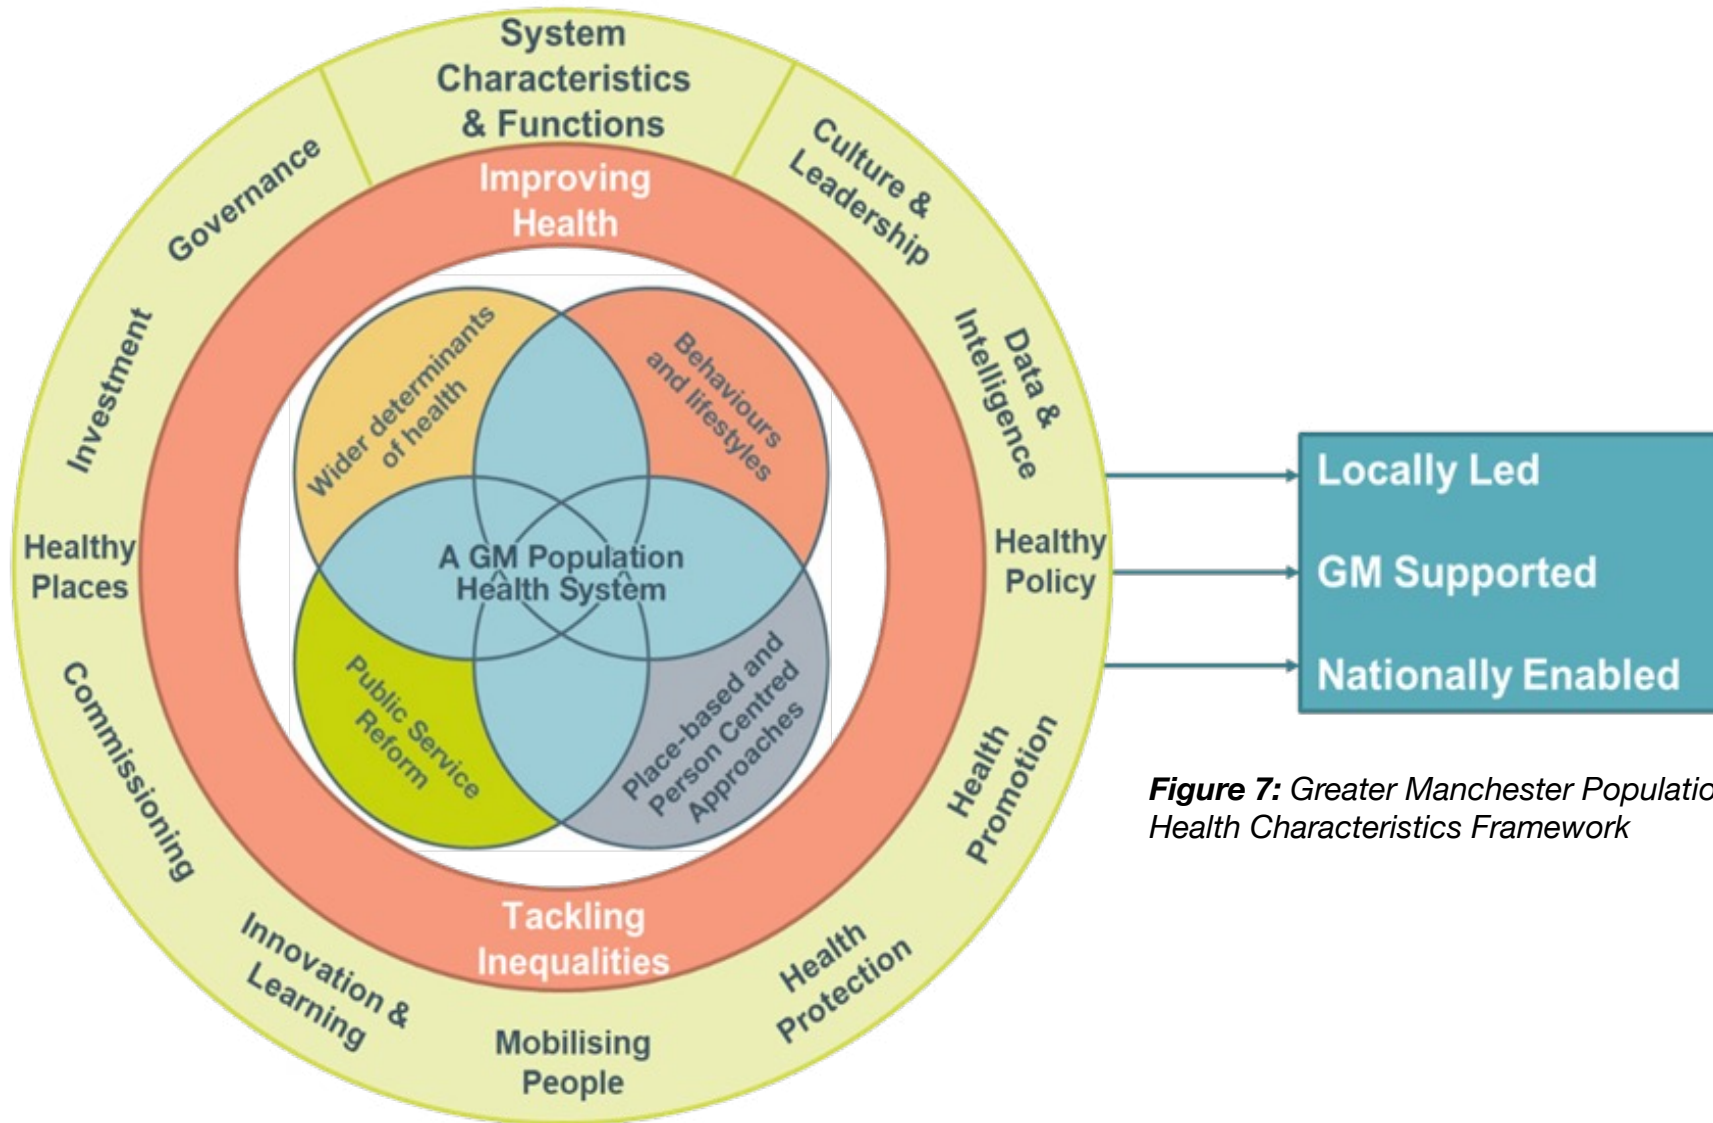 System
Characteristics
& Functions
Culture &
Leadership
Data &
Intelligence
Healthy
Policy
Health
Promotion
Health
Protection
Mobilising
People
Innovation &
Learning
Commissioning
Healthy
Places
Investment
Governance
Improving
Health
Tackling
Inequalities
Wider determinants
of health
Behaviours
and lifestyles
A GM Population
Health System
Public Service
Reform
Place-based and
Person Centred
Approaches
Locally Led
GM Supported
Nationally Enabled
Figure 7: Greater Manchester Populatio
Health Characteristics Framework